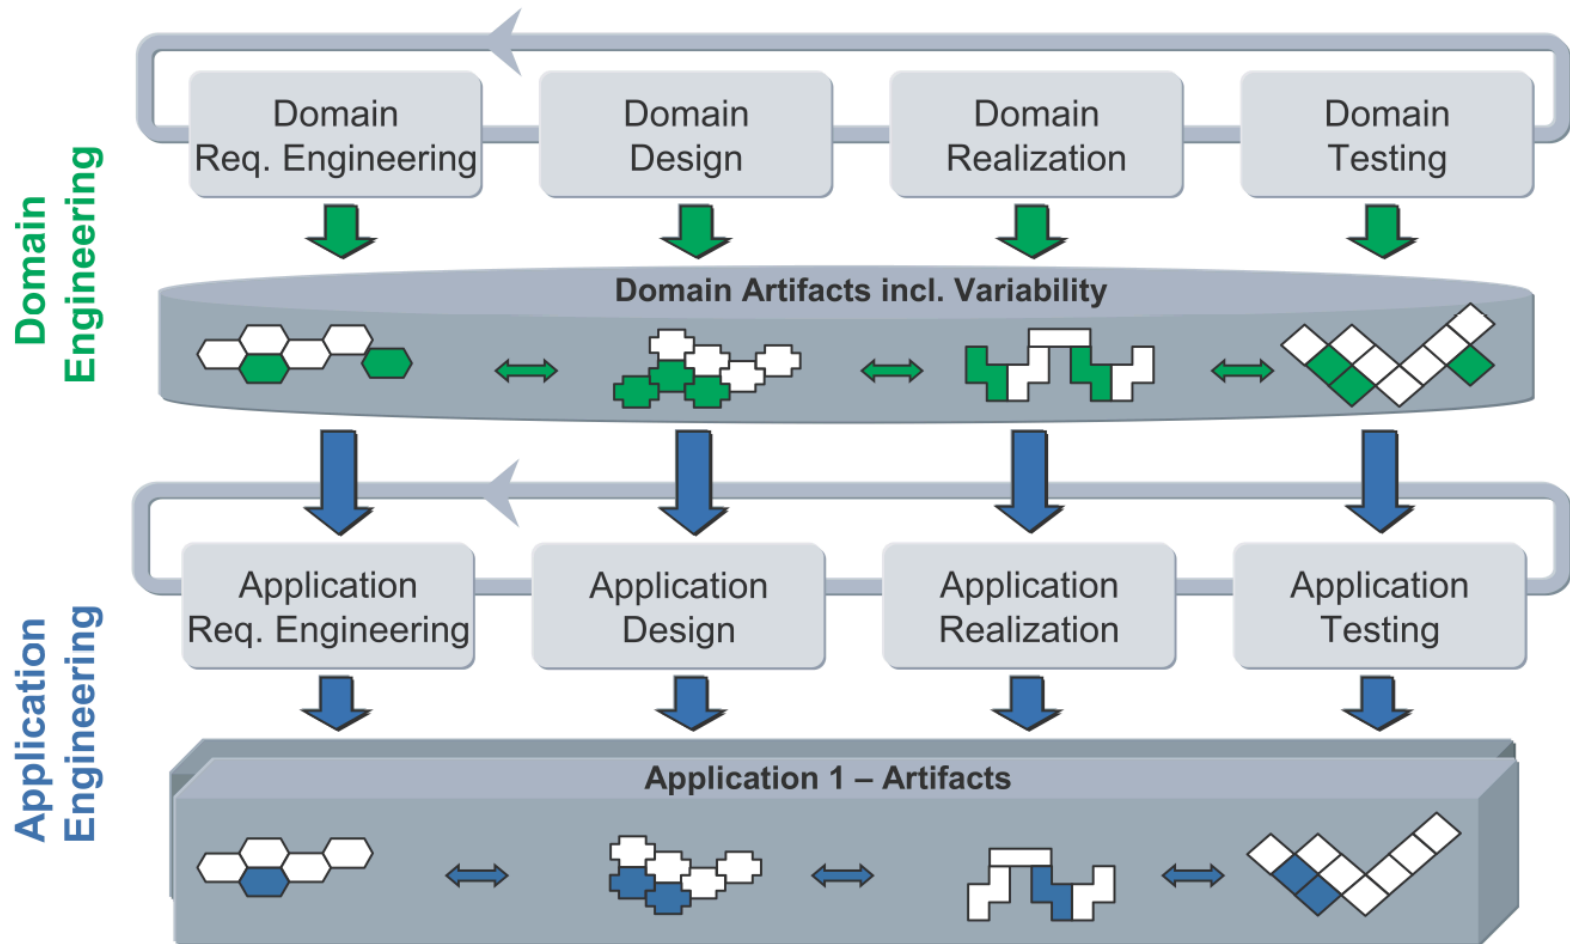 Domain
Engineering
Domain
Req. Engineering
Domain
Design
Domain
Realization
Domain
Testing
Domain Artifacts incl. Variability
Application
Engineering
Application
Req. Engineering
Application
Design
Application
Realization
Application
Testing
Application 1 – Artifacts